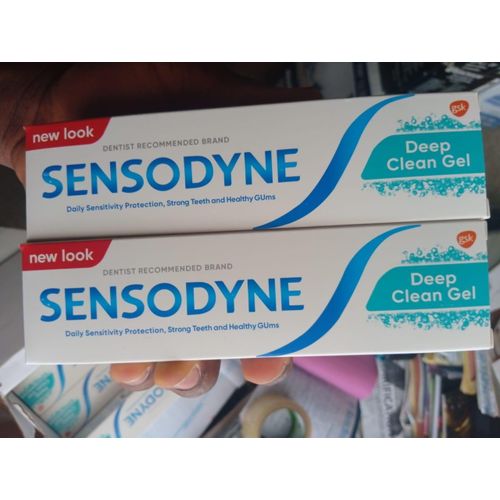 new look
DENTIST RECOMMENDED BRAND
SENSODYNE
Daily Sensitivity Protection, Strong Teeth and Healthy GUms
gsk
Deep
Clean Gel
new look
DENTIST RECOMMENDED BRAND
SENSODYNE
Daily Sensitivity Protection, Strong Teeth and Healthy GUms
gsk
Deep
Clean Gel
SENSODYNE